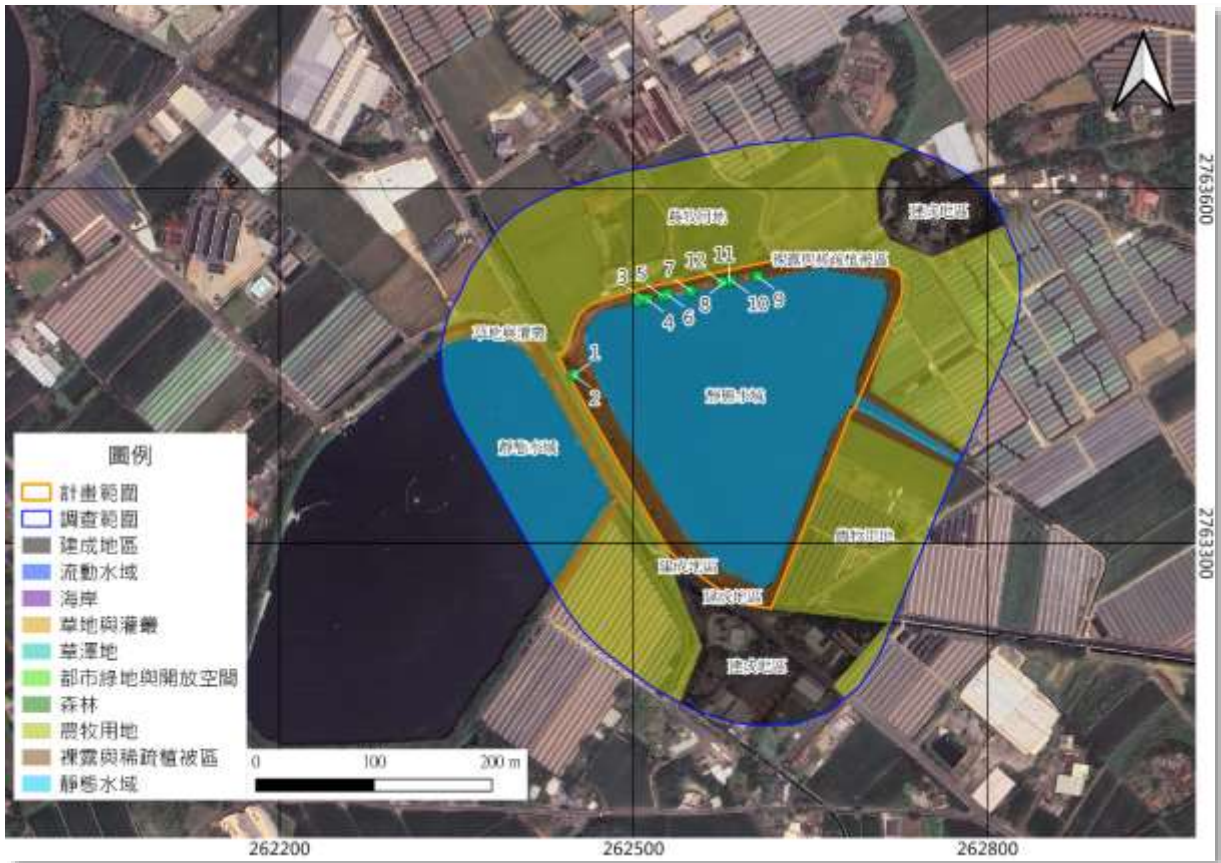 2763600
2763300
農牧用地
建成地區
裸露與稀疏植被區
3
5
7
12
11
4
6
8
10
9
草地與灌叢
1
2
靜態水域
靜態水域
農牧用地
建成地區
建成地區
建成地區
圖例
計畫範圍
調查範圍
建成地區
流動水域
海岸
草地與灌叢
草澤地
都市綠地與開放空間
森林
農牧用地
裸露與稀疏植被區
靜態水域
0 100 200 m
262200 262500 262800